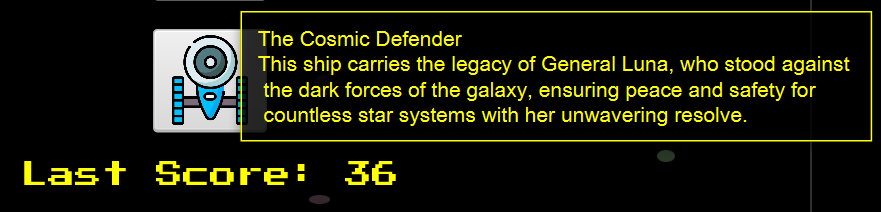 The Cosmic Defender
This ship carries the legacy of General Luna, who stood against
the dark forces of the galaxy, ensuring peace and safety for
countless star systems with her unwavering resolve.
Last Score: 36